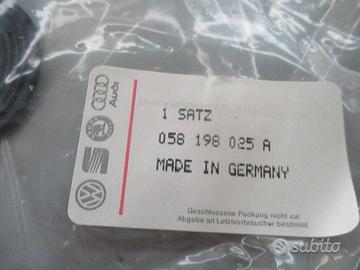 Audi
1 SATZ
058 198 025 A
MADE IN GERMANY
Geschlossene Packung nicht zur
Abgabe an Letztverbraucher bestimmt
subito